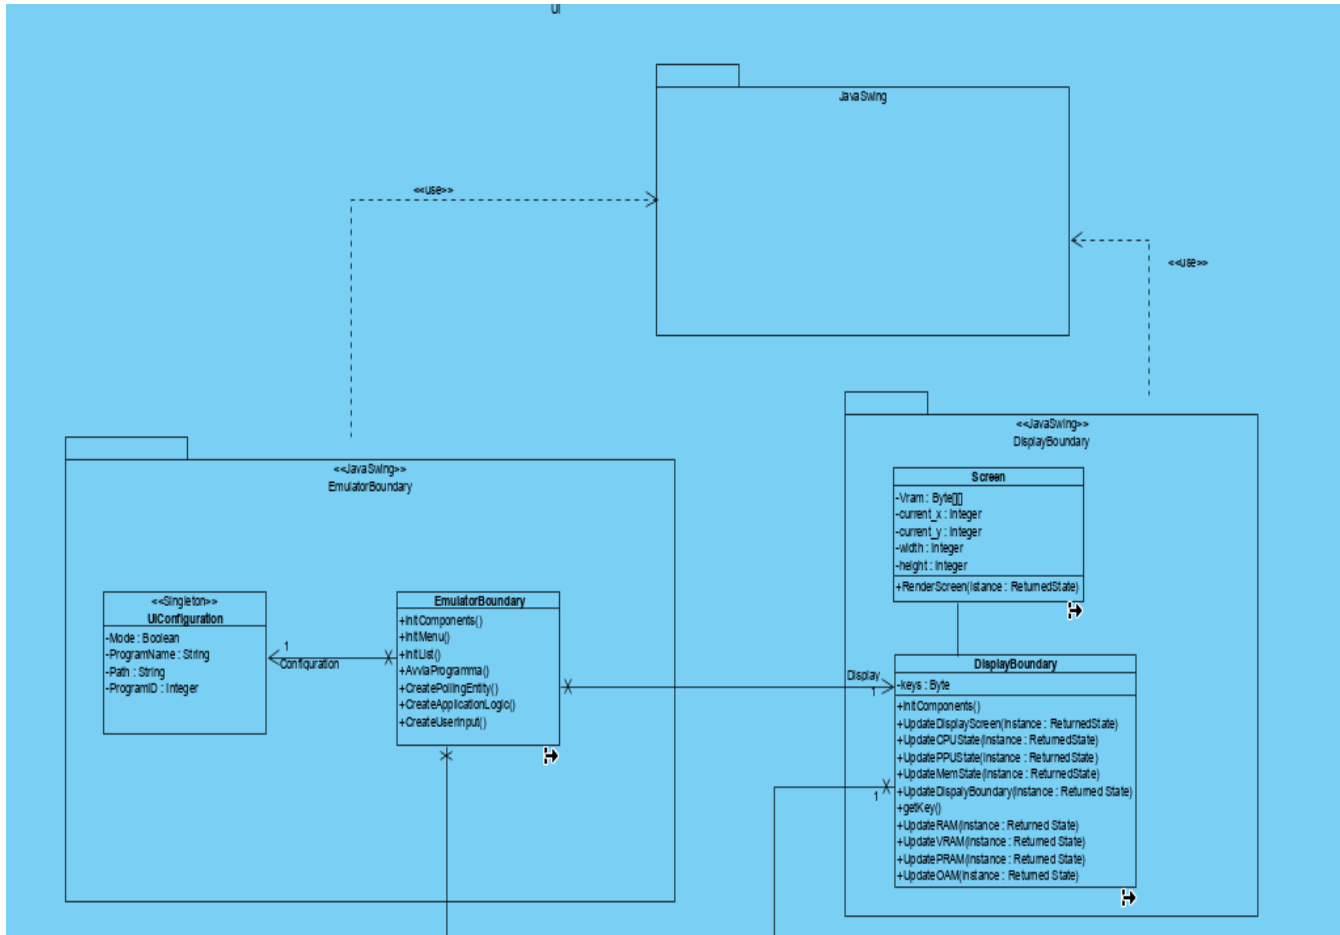 UI
JavaSwing
<<use>>
<<use>>
<<JavaSwing>>
DisplayBoundary
<<JavaSwing>>
EmulatorBoundary
Screen
-Vram : Byte[][]
-current_x : Integer
-current_y : Integer
-width : Integer
-height : Integer
+RenderScreen(Istance : ReturnedState)
<<Singleton>>
UIConfiguration
-Mode : Boolean
-ProgramName : String
-Path : String
-ProgramID : Integer
1
Configuration
EmulatorBoundary
+InitComponents()
+InitMenu()
+InitList()
+AvviaProgramma()
+CreatePollingEntity()
+CreateApplicationLogic()
+CreateUserInput()
Display
1
1
DisplayBoundary
-keys : Byte
+InitComponents()
+UpdateDisplayScreen(Instance : ReturnedState)
+UpdateCPUState(Instance : ReturnedState)
+UpdatePPUState(Instance : ReturnedState)
+UpdateMemState(Instance : ReturnedState)
+UpdateDispalyBoundary(Instance : Returned State)
+getKey()
+UpdateRAM(Instance : Returned State)
+UpdateVRAM(Instance : Returned State)
+UpdatePRAM(Instance : Returned State)
+UpdateOAM(Instance : Returned State)